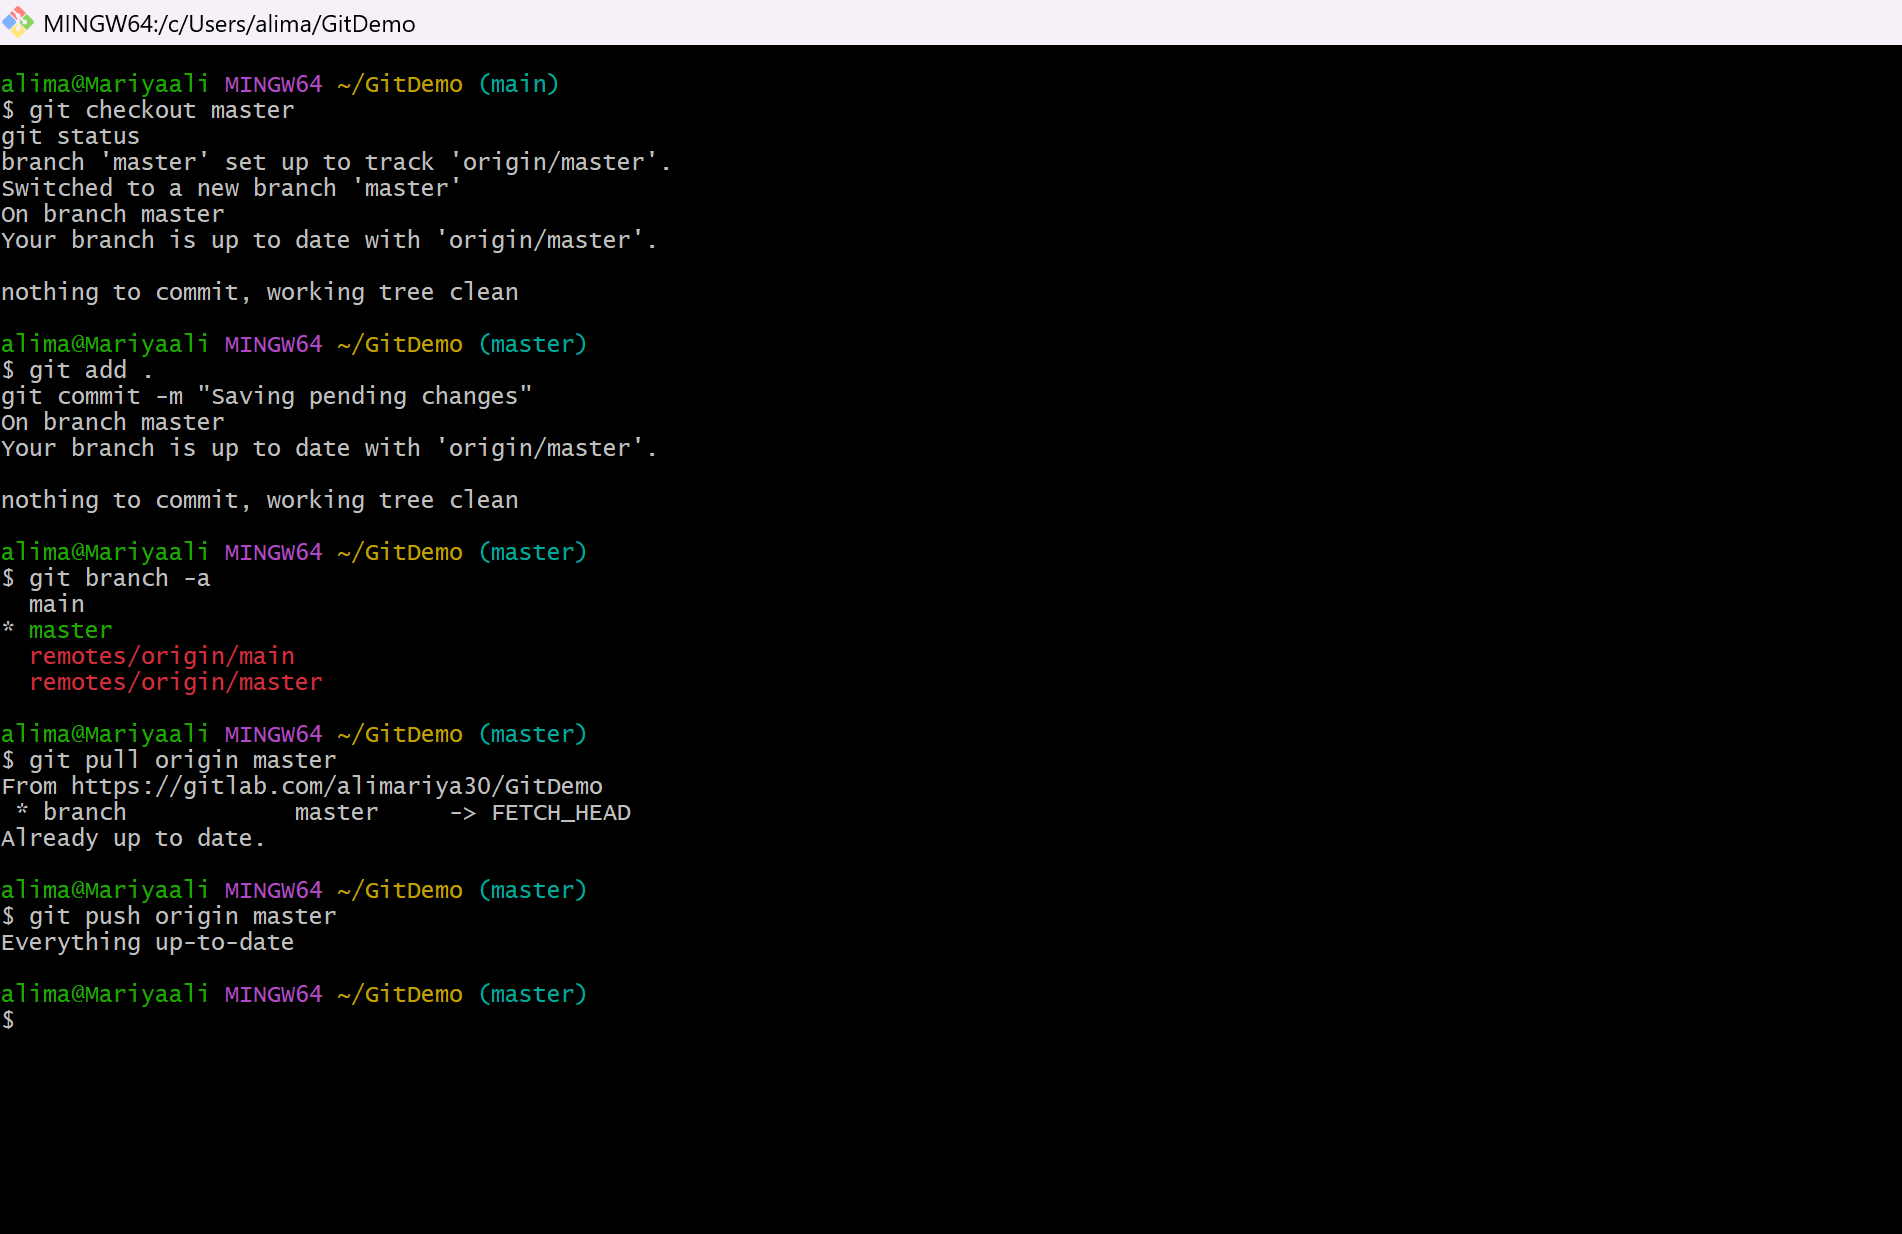 MINGW64:/c/Users/alima/GitDemo
alima@Mariyaali MINGW64 ~/GitDemo (main)
$ git checkout master
git status
branch 'master' set up to track 'origin/master'.
Switched to a new branch 'master'
On branch master
Your branch is up to date with 'origin/master'.
nothing to commit, working tree clean
alima@Mariyaali MINGW64 ~/GitDemo (master)
$ git add .
git commit -m "Saving pending changes"
On branch master
Your branch is up to date with 'origin/master'.
nothing to commit, working tree clean
alima@Mariyaali MINGW64 ~/GitDemo (master)
$ git branch -a
  main
* master
  remotes/origin/main
  remotes/origin/master
alima@Mariyaali MINGW64 ~/GitDemo (master)
$ git pull origin master
From https://gitlab.com/alimariya30/GitDemo
 * branch            master     -> FETCH_HEAD
Already up to date.
alima@Mariyaali MINGW64 ~/GitDemo (master)
$ git push origin master
Everything up-to-date
alima@Mariyaali MINGW64 ~/GitDemo (master)
$